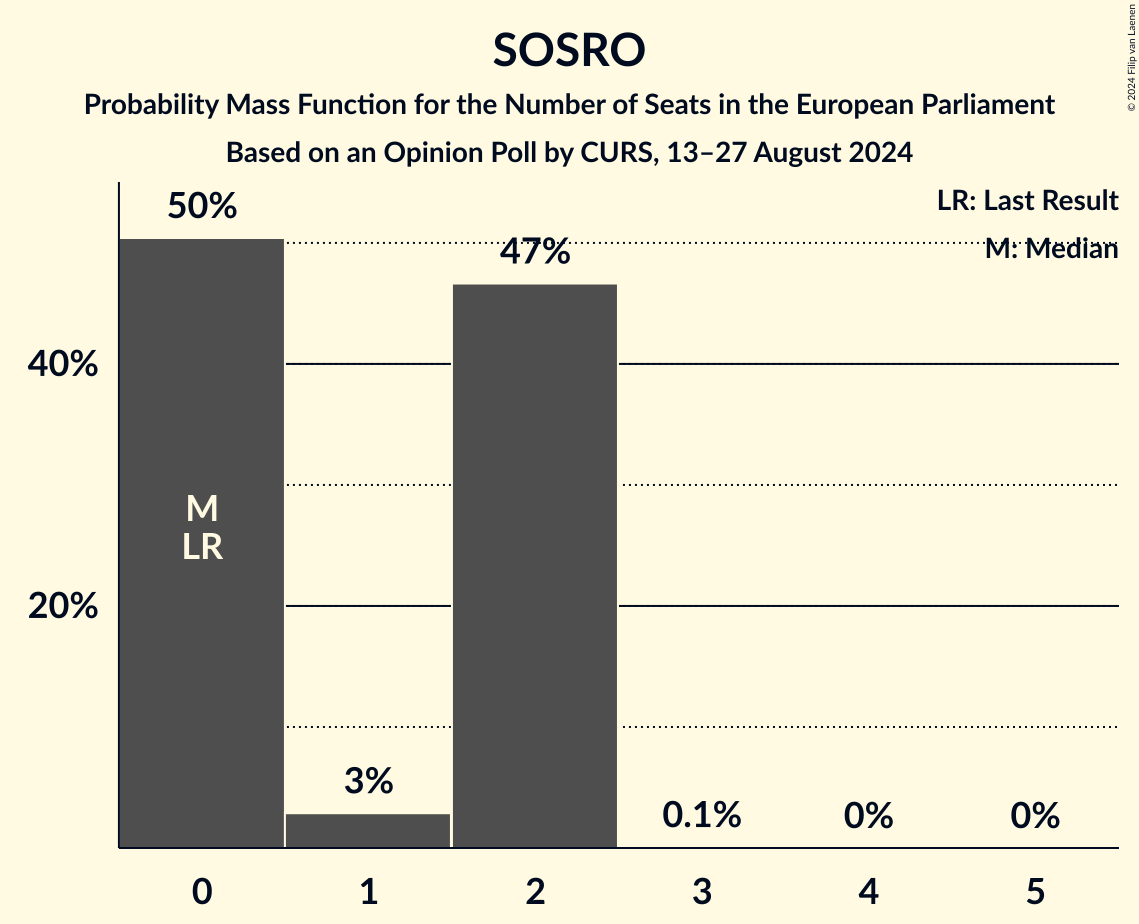 SOSRO
Probability Mass Function for the Number of Seats in the European Parliament
Based on an Opinion Poll by CURS, 13–27 August 2024
© 2024 Filip van Laenen
LR: Last Result
M: Median
50%
47%
40%
M
LR
20%
3%
0.1%
0%
0%
0
1
2
3
4
5